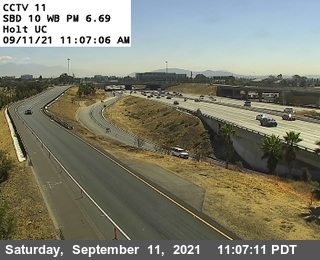 CCTV 11
SBD 10 WB PM 6.69
Holt UC
09/11/21 11:07:06 AM
Saturday, September 11, 2021 11:07:11 PDT